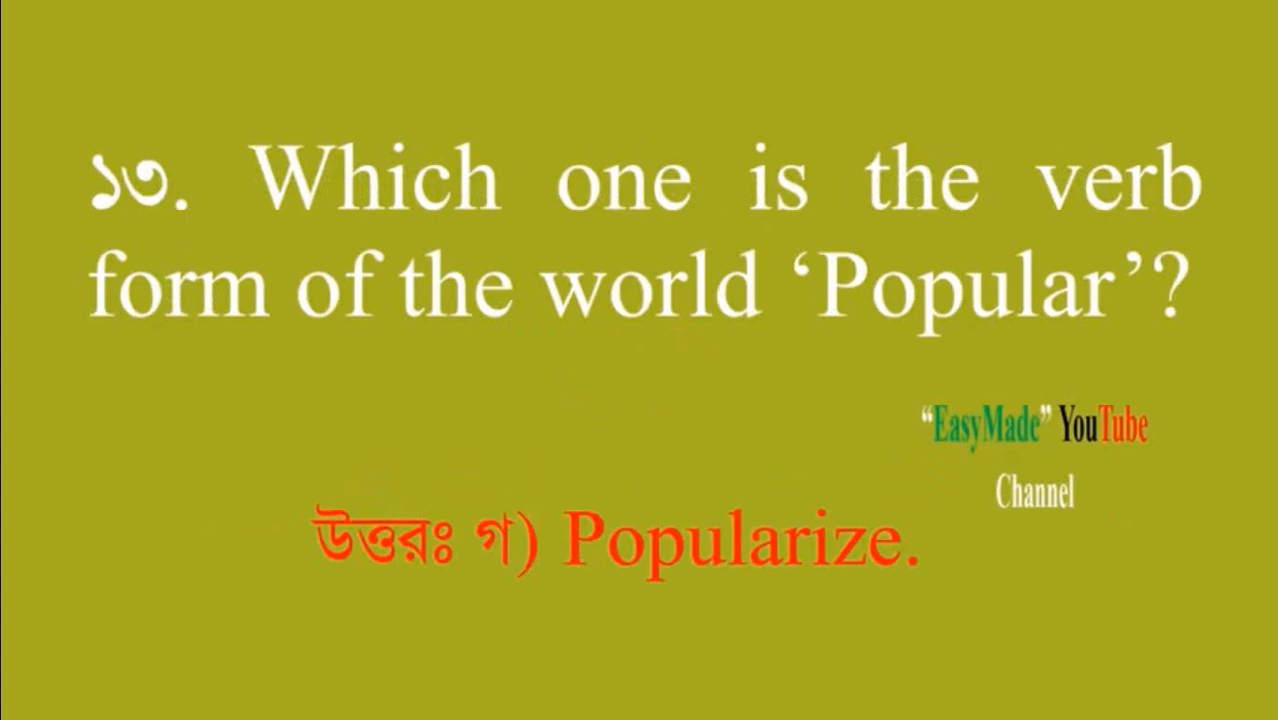 ১৩. Which one is the verb
form of the world ‘Popular’?
“EasyMade” YouTube
Channel
উত্তরঃ গ) Popularize.